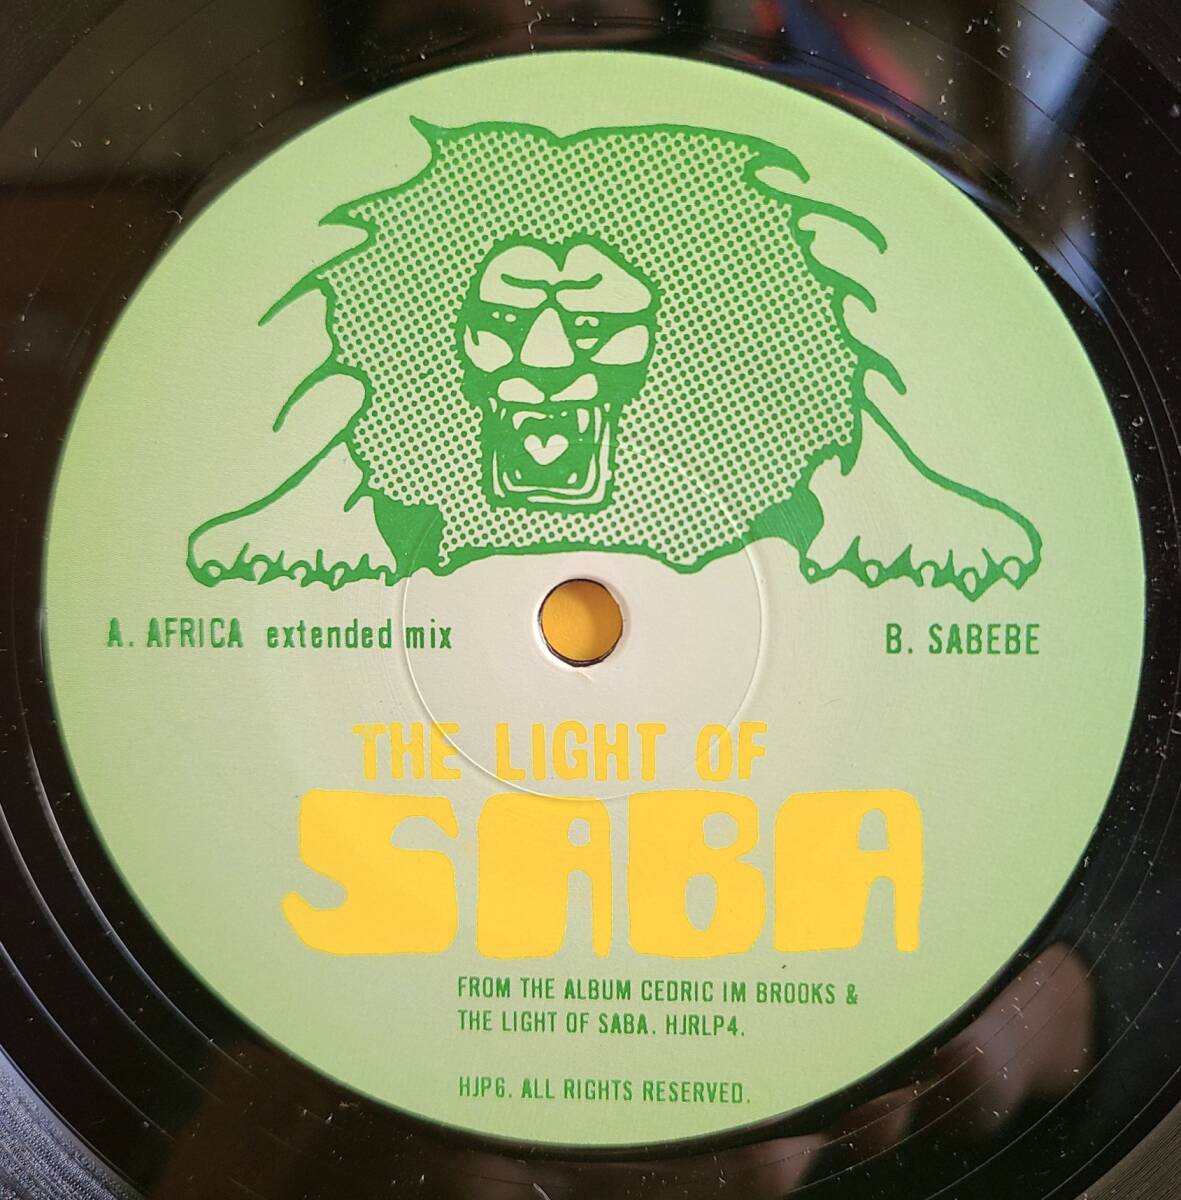 A. AFRICA extended mix
B. SABEBE
THE LIGHT OF
SABA
FROM THE ALBUM CEDRIC IM BROOKS &
THE LIGHT OF SABA. HJRLP4.
HJP6. ALL RIGHTS RESERVED.